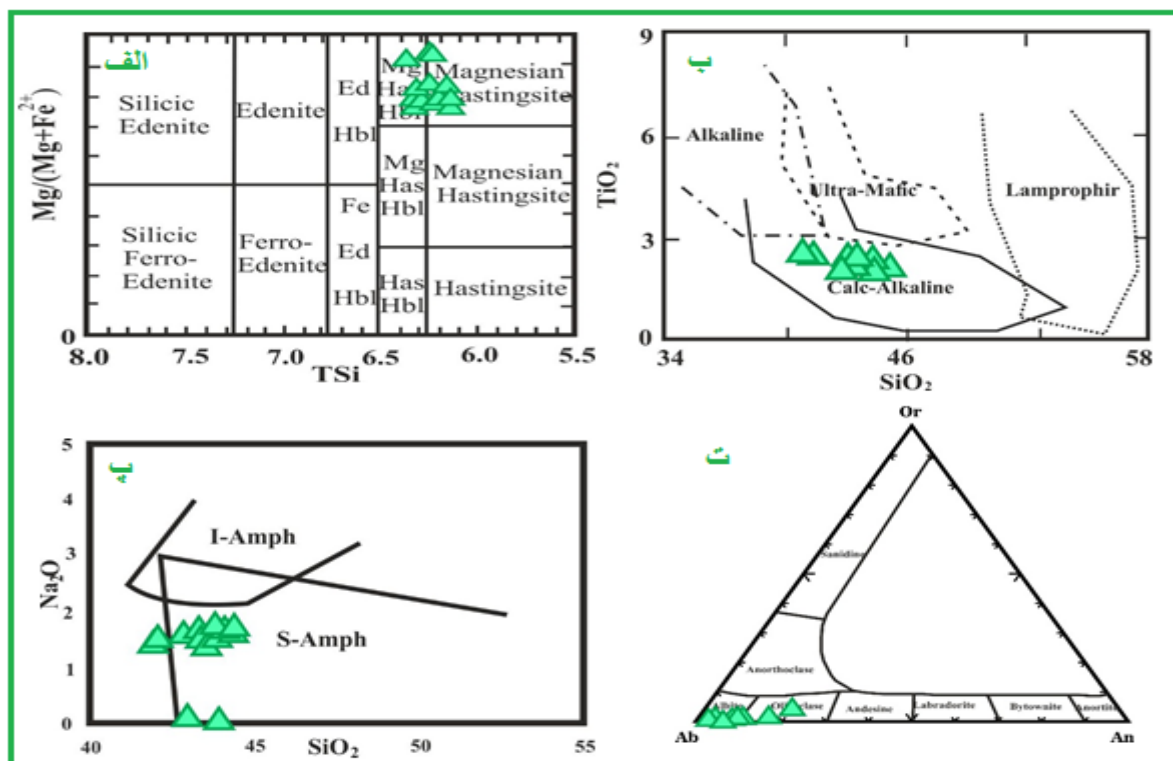 الف
Mg/(Mg+Fe²⁺)
Silicic
Edenite
Edenite
Ed
Hbl
Mg
Has
Hbl
Magnesian
Hastingsite
Silicic
Ferro-
Edenite
Ferro-
Edenite
Fe
Ed
Hbl
Mg
Has
Hbl
Magnesian
Hastingsite
Has
Hbl
Hastingsite
0
8.0 7.5 7.0 6.5 6.0 5.5
TSi
ب
9
6
3
0
TiO₂
Alkaline
Ultra-Mafic
Lamprophir
Calc-Alkaline
34 46 58
SiO₂
پ
5
4
3
2
1
0
Na₂O
I-Amph
S-Amph
40 45 50 55
SiO₂
ت
Or
Sanidine
Anorthoclase
Andesine
Labradorite
Bytownite
Ab An